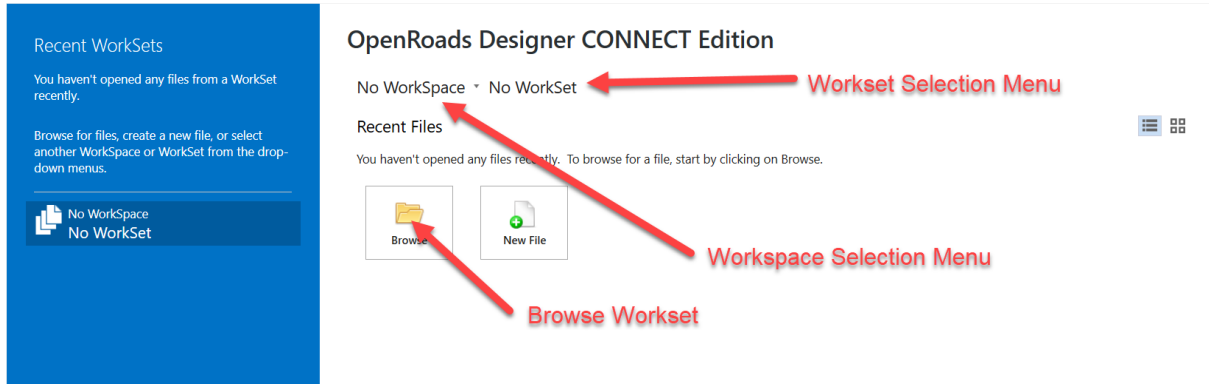 Recent WorkSets
You haven't opened any files from a WorkSet
recently.
Browse for files, create a new file, or select
another WorkSpace or WorkSet from the drop-
down menus.
No WorkSpace
No WorkSet
OpenRoads Designer CONNECT Edition
No WorkSpace No WorkSet
Workset Selection Menu
Recent Files
You haven't opened any files recently. To browse for a file, start by clicking on Browse.
Browse
New File
Workspace Selection Menu
Browse Workset